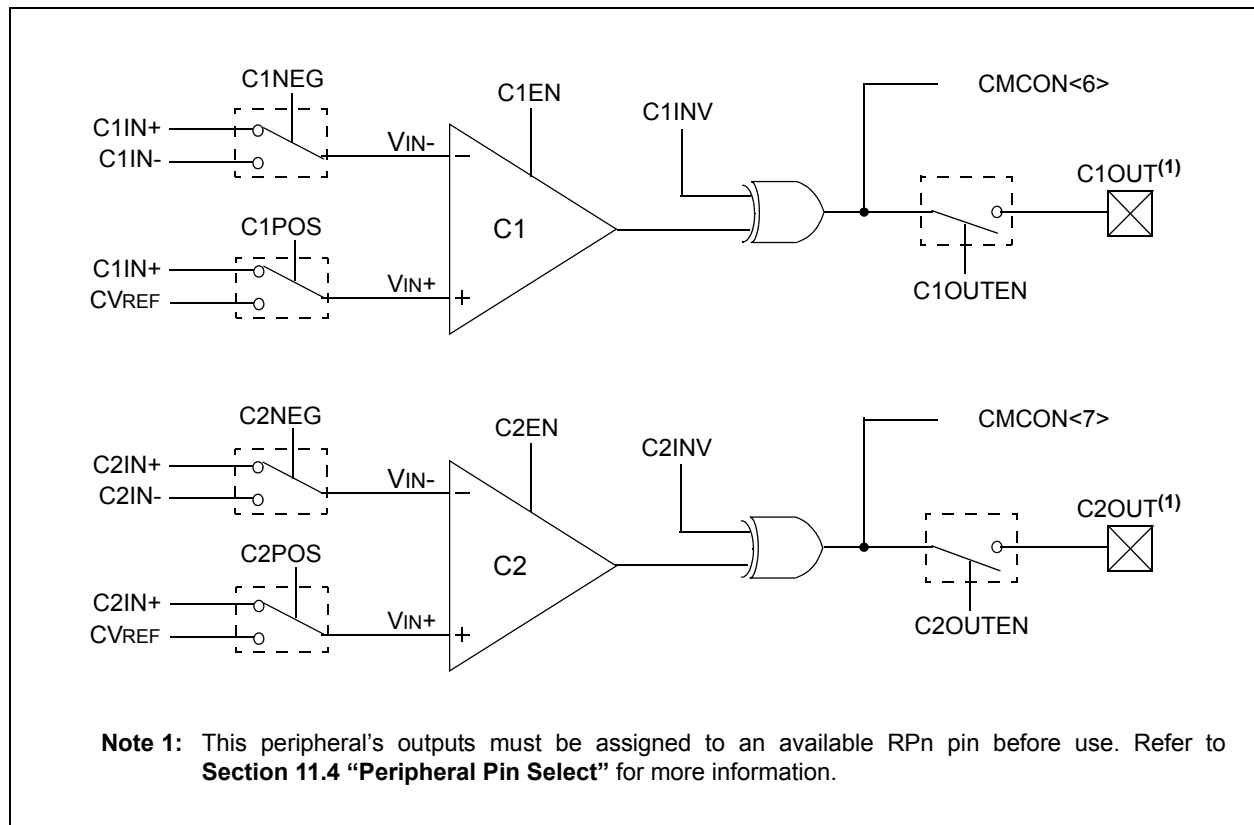 C1NEG
C1EN
C1INV
CMCON<6>
C1IN+
C1IN-
VIN-
–
C1OUT(1)
C1
C1POS
C1IN+
CVREF
VIN+
+
C1OUTEN
C2NEG
C2EN
C2INV
CMCON<7>
C2IN+
C2IN-
VIN-
–
C2OUT(1)
C2
C2POS
C2IN+
CVREF
VIN+
+
C2OUTEN
Note 1: This peripheral's outputs must be assigned to an available RPn pin before use. Refer to
Section 11.4 “Peripheral Pin Select” for more information.